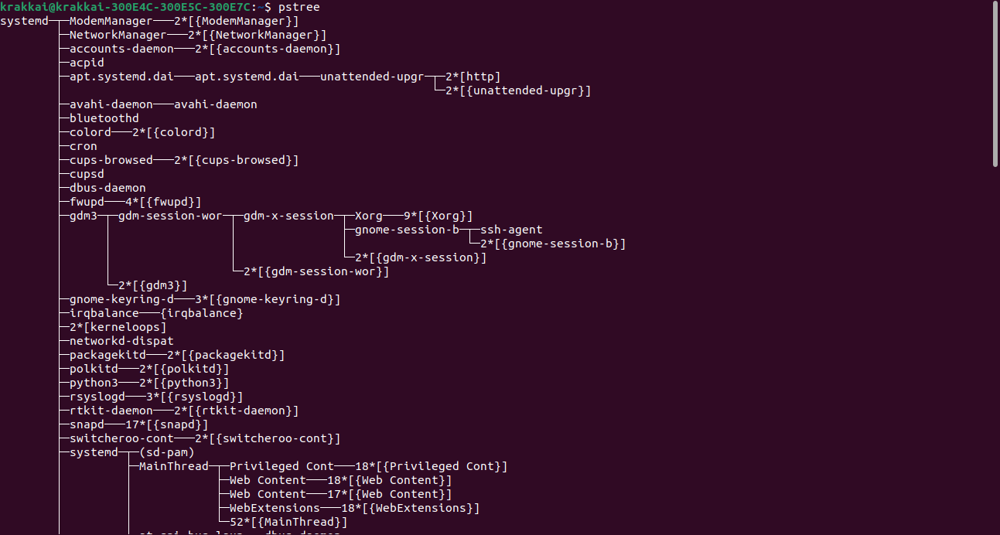 krakkai@krakkai-300E4C-300E5C-300E7C:~$ pstree
systemd─┬─ModemManager───2*[{ModemManager}]
        ├─NetworkManager───2*[{NetworkManager}]
        ├─accounts-daemon───2*[{accounts-daemon}]
        ├─acpid
        ├─apt.systemd.dai───apt.systemd.dai───unattended-upgr─┬─2*[http]
        │                                                     └─2*[{unattended-upgr}]
        ├─avahi-daemon───avahi-daemon
        ├─bluetoothd
        ├─colord───2*[{colord}]
        ├─cron
        ├─cups-browsed───2*[{cups-browsed}]
        ├─cupsd
        ├─dbus-daemon
        ├─fwupd───4*[{fwupd}]
        ├─gdm3─┬─gdm-session-wor─┬─gdm-x-session─┬─Xorg───9*[{Xorg}]
        │      │                 │               ├─gnome-session-b─┬─ssh-agent
        │      │                 │               │                 └─2*[{gnome-session-b}]
        │      │                 │               └─2*[{gdm-x-session}]
        │      │                 └─2*[{gdm-session-wor}]
        │      └─2*[{gdm3}]
        ├─gnome-keyring-d───3*[{gnome-keyring-d}]
        ├─irqbalance───{irqbalance}
        ├─2*[kerneloops]
        ├─networkd-dispat
        ├─packagekitd───2*[{packagekitd}]
        ├─polkitd───2*[{polkitd}]
        ├─python3───2*[{python3}]
        ├─rsyslogd───3*[{rsyslogd}]
        ├─rtkit-daemon───2*[{rtkit-daemon}]
        ├─snapd───17*[{snapd}]
        ├─switcheroo-cont───2*[{switcheroo-cont}]
        ├─systemd─┬─(sd-pam)
        │         ├─MainThread─┬─Privileged Cont───18*[{Privileged Cont}]
        │         │            ├─Web Content───18*[{Web Content}]
        │         │            ├─Web Content───17*[{Web Content}]
        │         │            ├─WebExtensions───18*[{WebExtensions}]
        │         │            └─52*[{MainThread}]